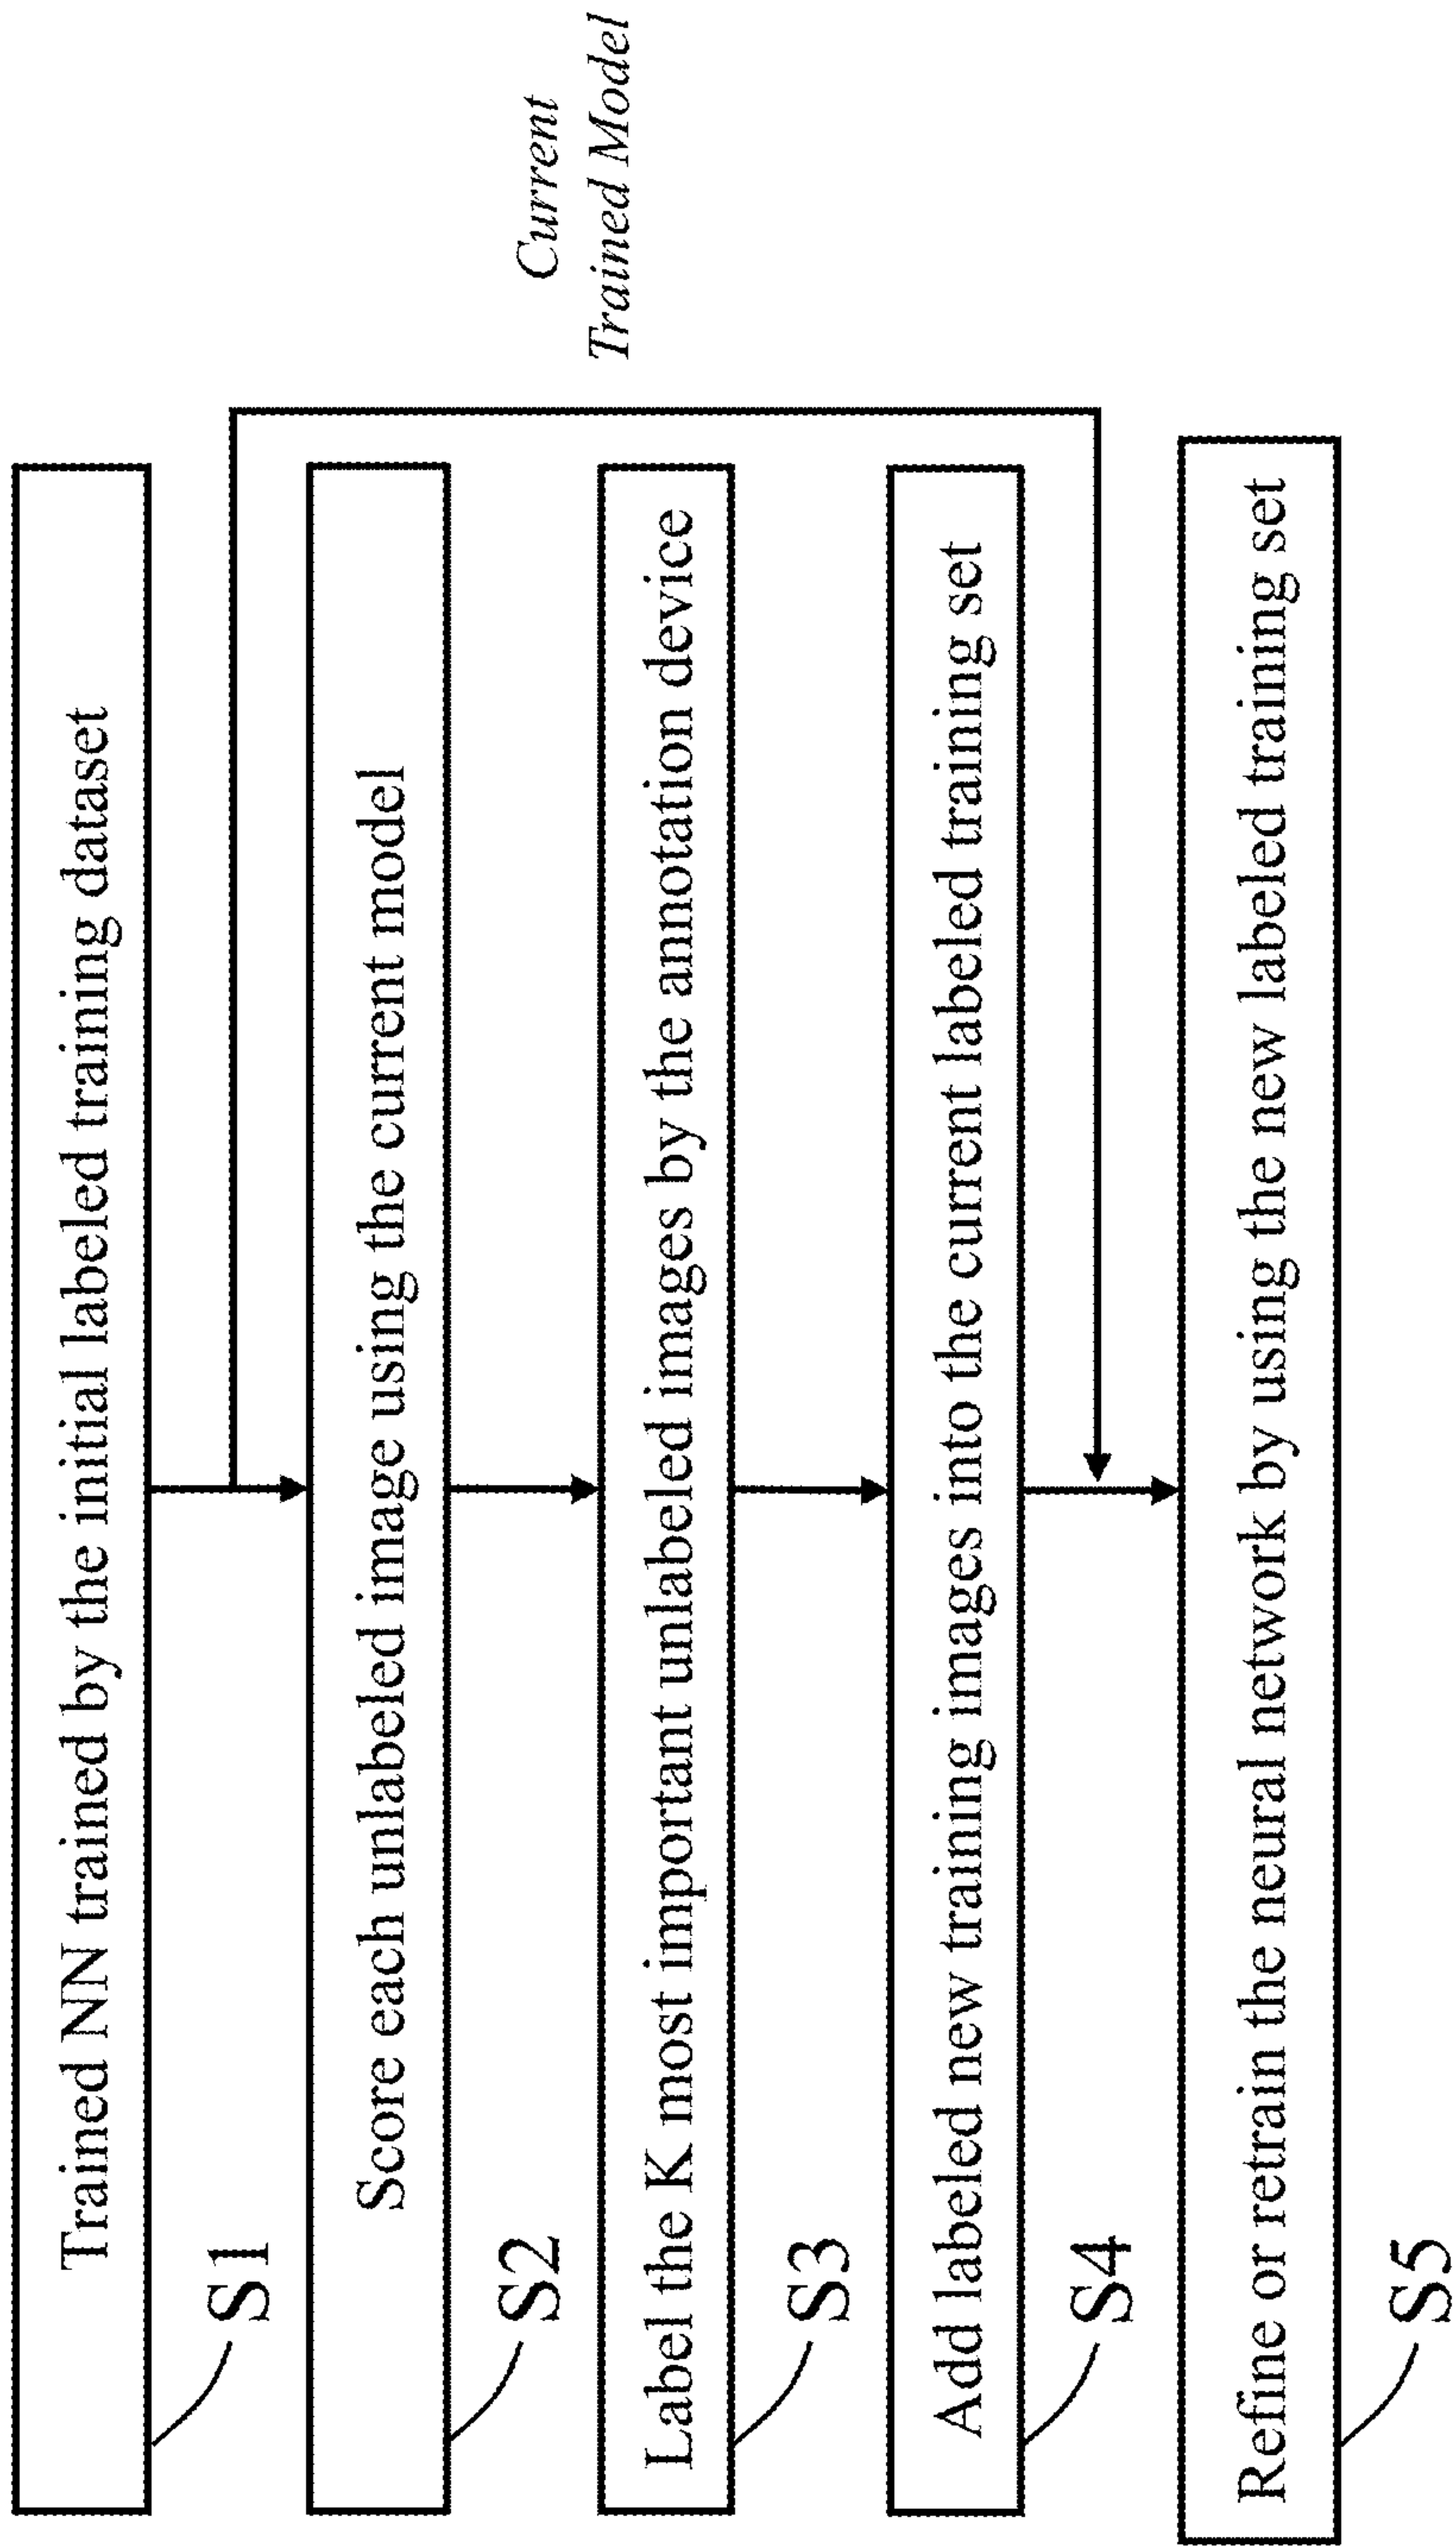 Trained NN trained by the initial labeled training dataset
S1
Score each unlabeled image using the current model
S2
Current
Trained Model
Label the K most important unlabeled images by the annotation device
S3
Add labeled new training images into the current labeled training set
S4
Refine or retrain the neural network by using the new labeled training set
S5